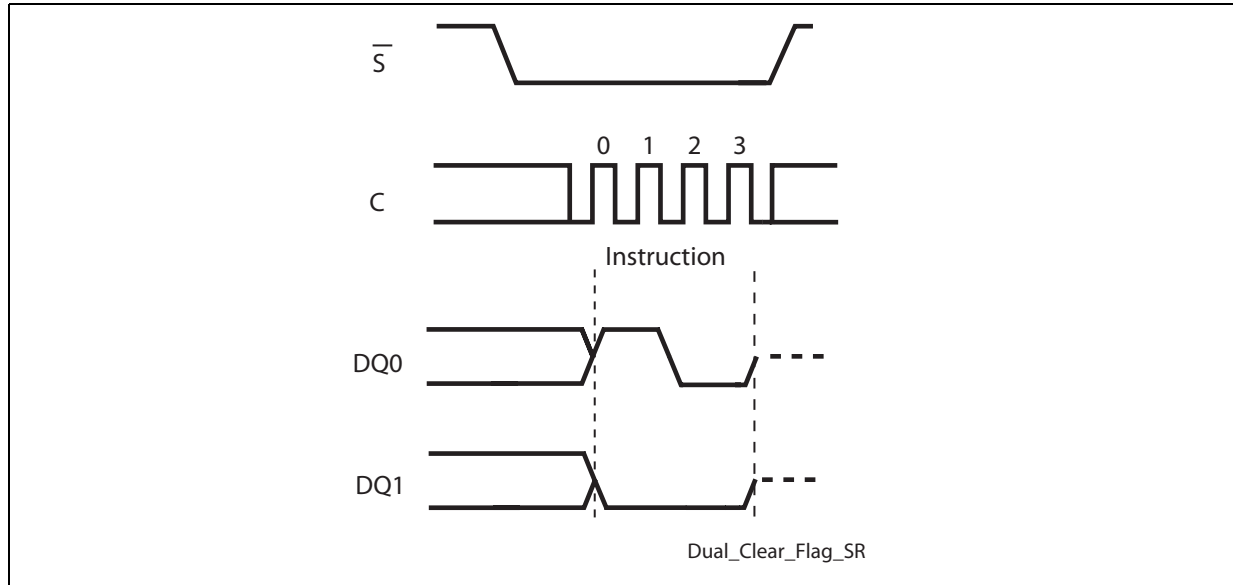 S̅
0 1 2 3
C
Instruction
DQ0
DQ1
Dual_Clear_Flag_SR